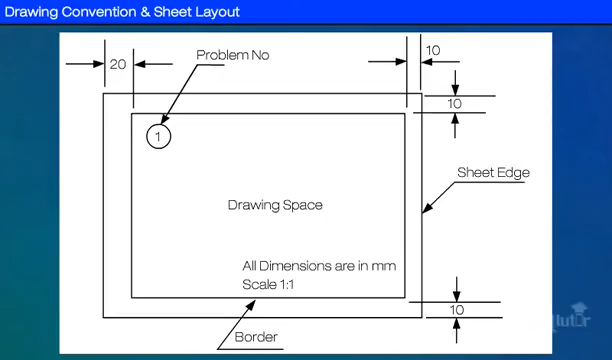 Drawing Convention & Sheet Layout
Problem No
10
20
10
1
Sheet Edge
Drawing Space
All Dimensions are in mm
Scale 1:1
10
Border